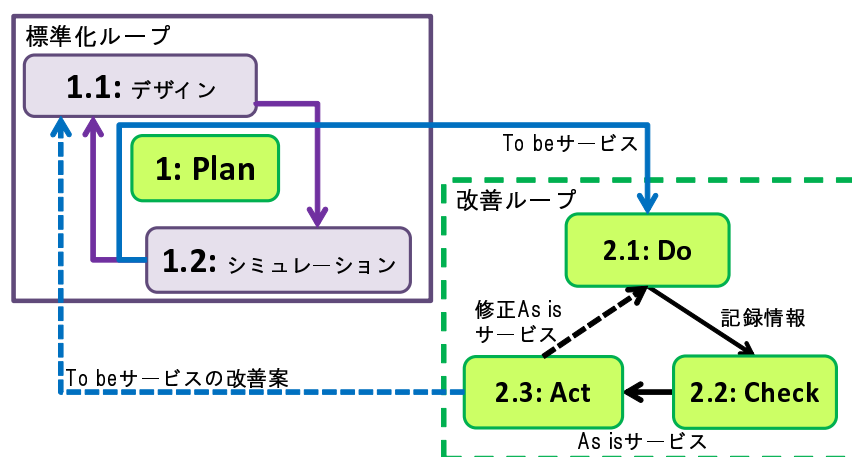 標準化ループ
1.1: デザイン
1: Plan
To beサービス
1.2: シミュレーション
改善ループ
2.1: Do
修正As is
サービス
記録情報
To beサービスの改善案
2.3: Act
2.2: Check
As isサービス